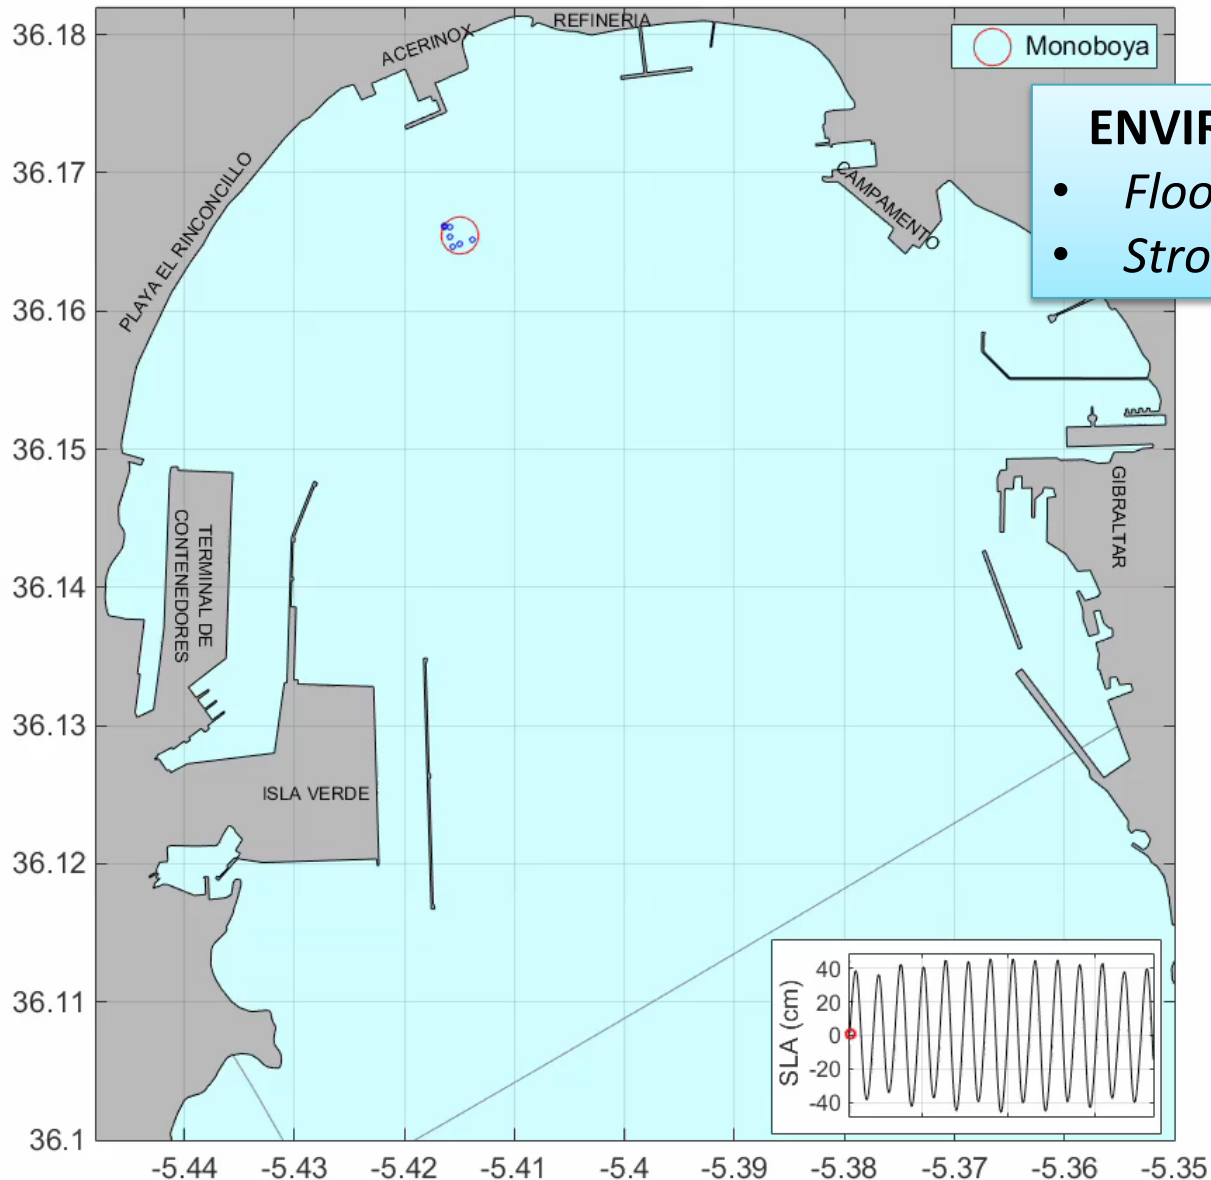 REFINERIA
ACERINOX
Monoboya
ENVIR
• Floo
• Stro
CAMPAMENTO
PLAYA EL RINCONCILLO
GIBRALTAR
TERMINAL DE
CONTENEDORES
ISLA VERDE
36.18
36.17
36.16
36.15
36.14
36.13
36.12
36.11
36.1
-5.44
-5.43
-5.42
-5.41
-5.4
-5.39
-5.38
-5.37
-5.36
-5.35
SLA (cm)
40
20
0
-20
-40